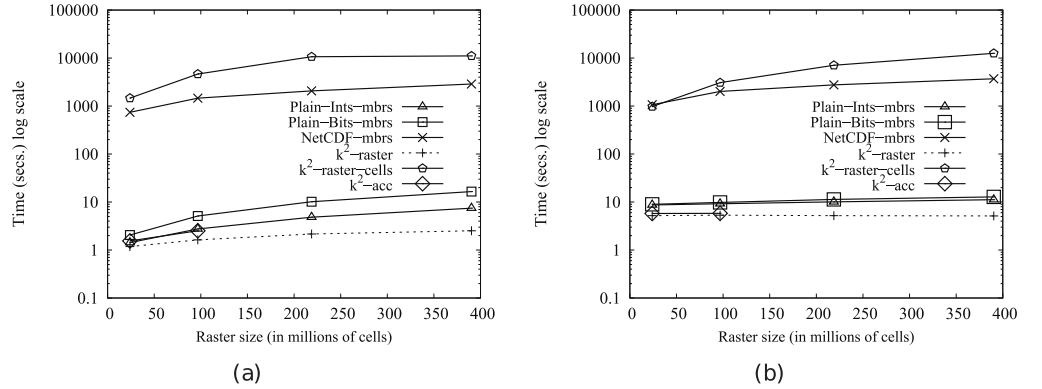 100000
10000
1000
100
10
1
0.1
Time (secs.) log scale
Plain−Ints−mbrs
Plain−Bits−mbrs
NetCDF−mbrs
k²−raster
k²−raster−cells
k²−acc
0 50 100 150 200 250 300 350 400
Raster size (in millions of cells)
(a)
100000
10000
1000
100
10
1
0.1
Time (secs.) log scale
Plain−Ints−mbrs
Plain−Bits−mbrs
NetCDF−mbrs
k²−raster
k²−raster−cells
k²−acc
0 50 100 150 200 250 300 350 400
Raster size (in millions of cells)
(b)